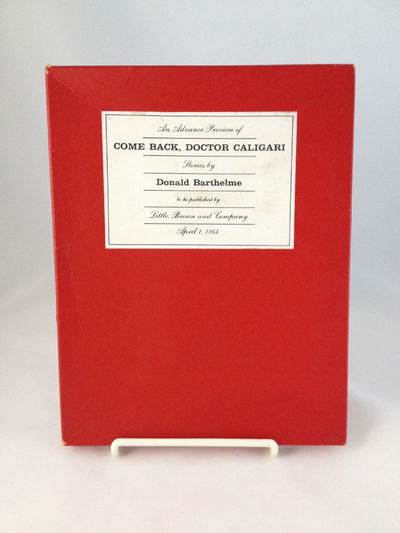 An Advance Preview of
COME BACK, DOCTOR CALIGARI
Stories by
Donald Barthelme
to be published by
Little, Brown and Company
April 1, 1964